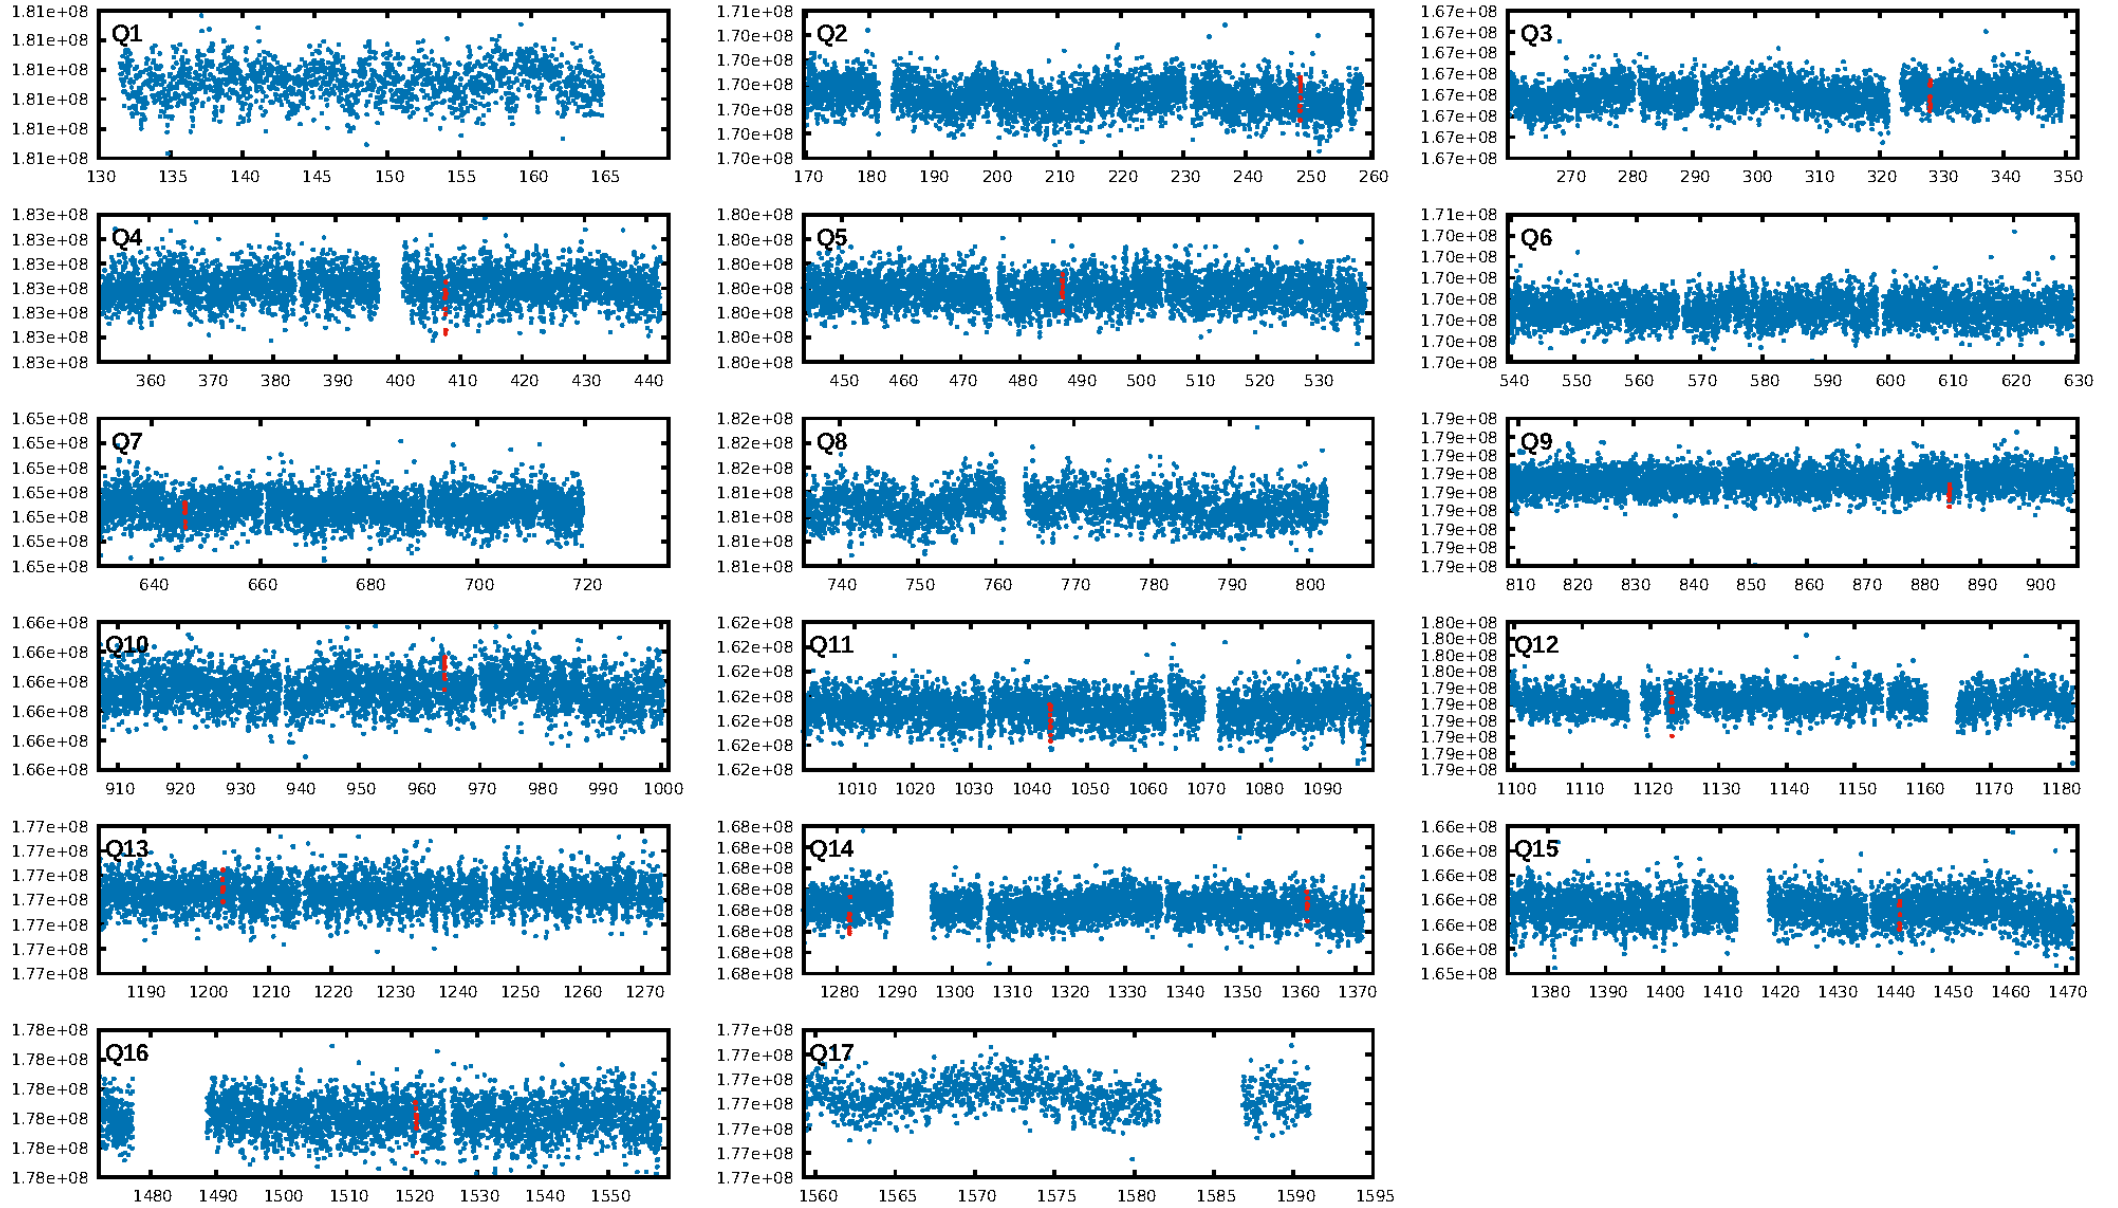 1.81e+08 1.81e+08 1.81e+08 1.81e+08 1.81e+08 1.81e+08
Q1
130 135 140 145 150 155 160 165
1.71e+08 1.70e+08 1.70e+08 1.70e+08 1.70e+08 1.70e+08 1.70e+08
Q2
170 180 190 200 210 220 230 240 250 260
1.67e+08 1.67e+08 1.67e+08 1.67e+08 1.67e+08 1.67e+08 1.67e+08 1.67e+08
Q3
270 280 290 300 310 320 330 340 350
1.83e+08 1.83e+08 1.83e+08 1.83e+08 1.83e+08 1.83e+08 1.83e+08
Q4
360 370 380 390 400 410 420 430 440
1.80e+08 1.80e+08 1.80e+08 1.80e+08 1.80e+08 1.80e+08 1.80e+08
Q5
450 460 470 480 490 500 510 520 530
1.71e+08 1.70e+08 1.70e+08 1.70e+08 1.70e+08 1.70e+08 1.70e+08 1.70e+08
Q6
540 550 560 570 580 590 600 610 620 630
1.65e+08 1.65e+08 1.65e+08 1.65e+08 1.65e+08 1.65e+08 1.65e+08
Q7
640 660 680 700 720
1.82e+08 1.82e+08 1.82e+08 1.81e+08 1.81e+08 1.81e+08 1.81e+08
Q8
740 750 760 770 780 790 800
1.79e+08 1.79e+08 1.79e+08 1.79e+08 1.79e+08 1.79e+08 1.79e+08 1.79e+08 1.79e+08
Q9
810 820 830 840 850 860 870 880 890 900
1.66e+08 1.66e+08 1.66e+08 1.66e+08 1.66e+08 1.66e+08
Q10
910 920 930 940 950 960 970 980 990 1000
1.62e+08 1.62e+08 1.62e+08 1.62e+08 1.62e+08 1.62e+08 1.62e+08
Q11
1010 1020 1030 1040 1050 1060 1070 1080 1090
1.80e+08 1.80e+08 1.80e+08 1.80e+08 1.79e+08 1.79e+08 1.79e+08 1.79e+08 1.79e+08 1.79e+08
Q12
1100 1110 1120 1130 1140 1150 1160 1170 1180
1.77e+08 1.77e+08 1.77e+08 1.77e+08 1.77e+08 1.77e+08 1.77e+08
Q13
1190 1200 1210 1220 1230 1240 1250 1260 1270
1.68e+08 1.68e+08 1.68e+08 1.68e+08 1.68e+08 1.68e+08 1.68e+08 1.68e+08
Q14
1280 1290 1300 1310 1320 1330 1340 1350 1360 1370
1.66e+08 1.66e+08 1.66e+08 1.66e+08 1.66e+08 1.66e+08 1.65e+08
Q15
1380 1390 1400 1410 1420 1430 1440 1450 1460 1470
1.78e+08 1.78e+08 1.78e+08 1.78e+08 1.78e+08 1.78e+08
Q16
1480 1490 1500 1510 1520 1530 1540 1550
1.77e+08 1.77e+08 1.77e+08 1.77e+08 1.77e+08 1.77e+08 1.77e+08
Q17
1560 1565 1570 1575 1580 1585 1590 1595